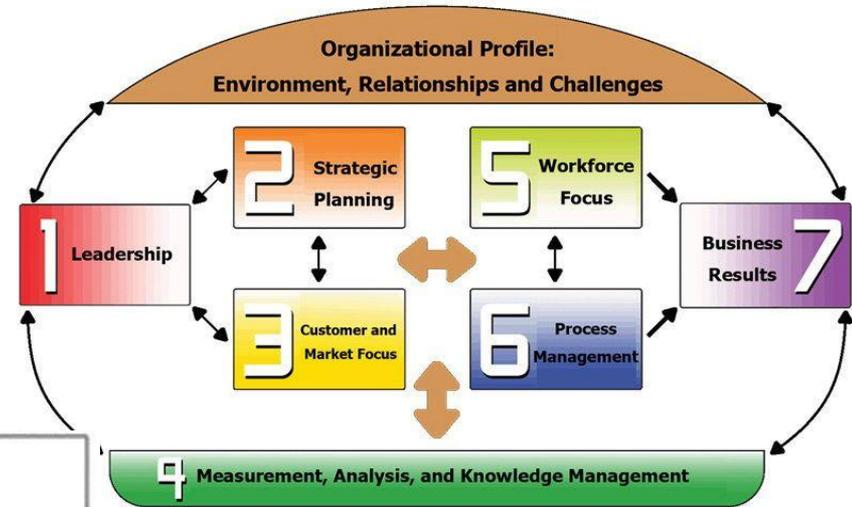 Organizational Profile:
Environment, Relationships and Challenges
1 Leadership
2 Strategic
Planning
3 Customer and
Market Focus
5 Workforce
Focus
6 Process
Management
Business
Results 7
4 Measurement, Analysis, and Knowledge Management